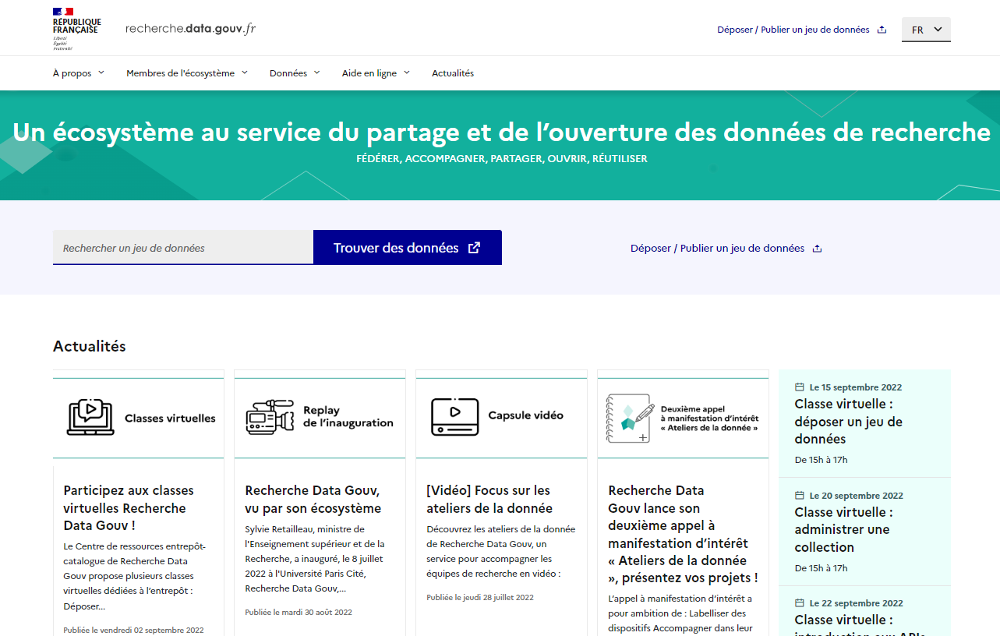 RÉPUBLIQUE
FRANÇAISE
Liberté
Égalité
Fraternité
recherche.data.gouv.fr
Déposer / Publier un jeu de données
FR
À propos
Membres de l'écosystème
Données
Aide en ligne
Actualités
Un écosystème au service du partage et de l’ouverture des données de recherche
FÉDÉRER, ACCOMPAGNER, PARTAGER, OUVRIR, RÉUTILISER
Rechercher un jeu de données
Trouver des données
Déposer / Publier un jeu de données
Actualités
Classes virtuelles
Participez aux classes
virtuelles Recherche
Data Gouv !
Le Centre de ressources entrepôt-
catalogue de Recherche Data
Gouv propose plusieurs classes
virtuelles dédiées à l’entrepôt :
Déposer...
Publiée le vendredi 02 septembre 2022
Replay
de l’inauguration
Recherche Data Gouv,
vu par son écosystème
Sylvie Retailleau, ministre de
l'Enseignement supérieur et de la
Recherche, a inauguré, le 8 juillet
2022 à l'Université Paris Cité,
Recherche Data Gouv,...
Publiée le mardi 30 août 2022
Capsule vidéo
[Vidéo] Focus sur les
ateliers de la donnée
Découvrez les ateliers de la donnée
de Recherche Data Gouv, un
service pour accompagner les
équipes de recherche en vidéo :
Publiée le jeudi 28 juillet 2022
Deuxième appel
à manifestation d’intérêt
« Ateliers de la donnée »
Recherche Data
Gouv lance son
deuxième appel à
manifestation d’intérêt
« Ateliers de la donnée
», présentez vos projets !
L’appel à manifestation d’intérêt a
pour ambition de : Labelliser des
dispositifs Accompagner dans leur
Le 15 septembre 2022
Classe virtuelle :
déposer un jeu de
données
De 15h à 17h
Le 20 septembre 2022
Classe virtuelle :
administrer une
collection
De 15h à 17h
Le 22 septembre 2022
Classe virtuelle :
introduction aux APIs